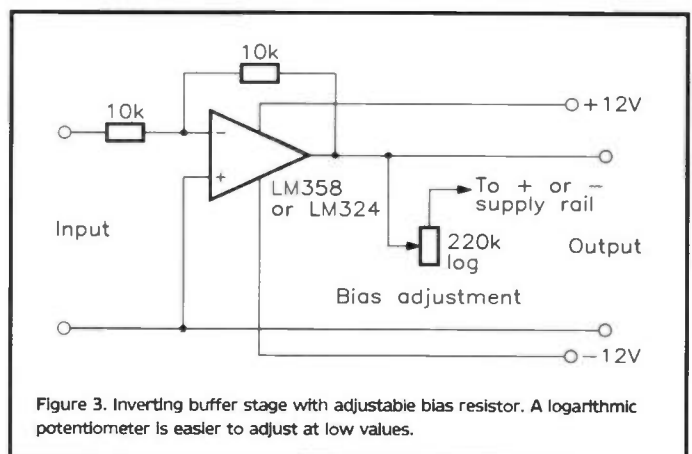 10k
10k
+12V
−
+
LM358
or LM324
To + or −
supply rail
Input
220k
log
Output
Bias adjustment
−12V
Figure 3. Inverting buffer stage with adjustable bias resistor. A logarithmic
potentiometer is easier to adjust at low values.